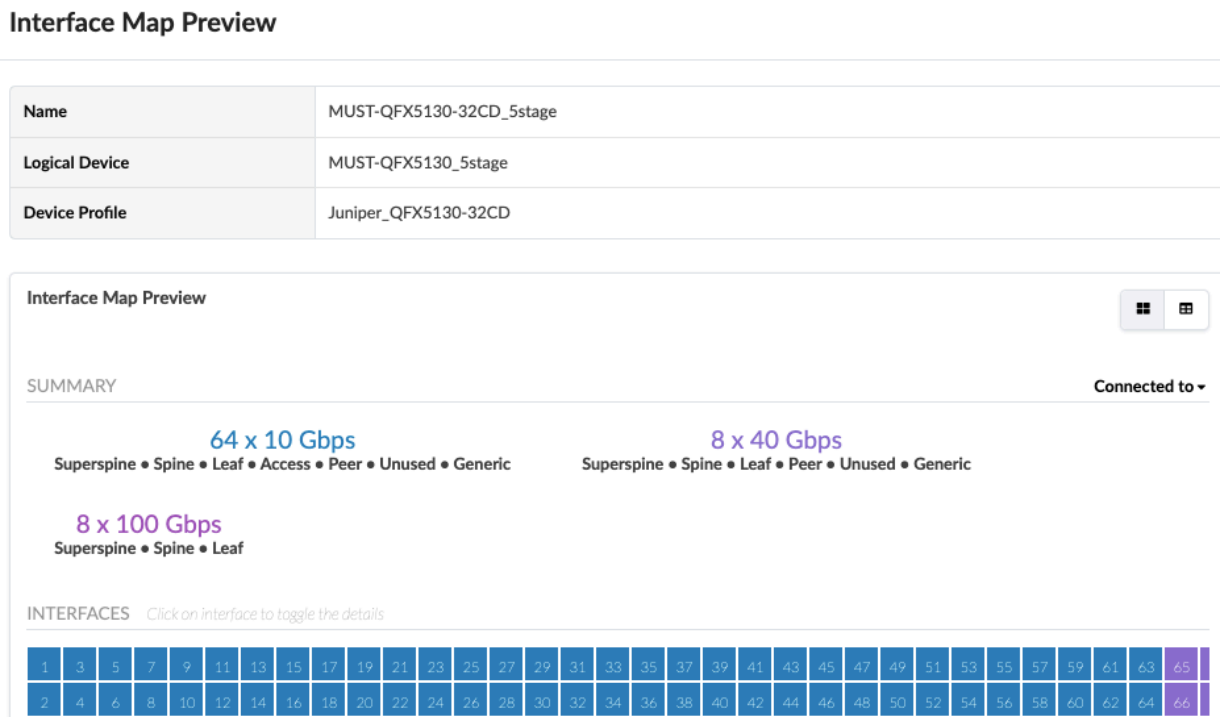 Interface Map Preview
Name MUST-QFX5130-32CD_5stage
Logical Device MUST-QFX5130_5stage
Device Profile Juniper_QFX5130-32CD
Interface Map Preview
SUMMARY Connected to
64 x 10 Gbps 8 x 40 Gbps
Superspine • Spine • Leaf • Access • Peer • Unused • Generic Superspine • Spine • Leaf • Peer • Unused • Generic
8 x 100 Gbps
Superspine • Spine • Leaf
INTERFACES Click on interface to toggle the details
1 3 5 7 9 11 13 15 17 19 21 23 25 27 29 31 33 35 37 39 41 43 45 47 49 51 53 55 57 59 61 63 65
2 4 6 8 10 12 14 16 18 20 22 24 26 28 30 32 34 36 38 40 42 44 46 48 50 52 54 56 58 60 62 64 66